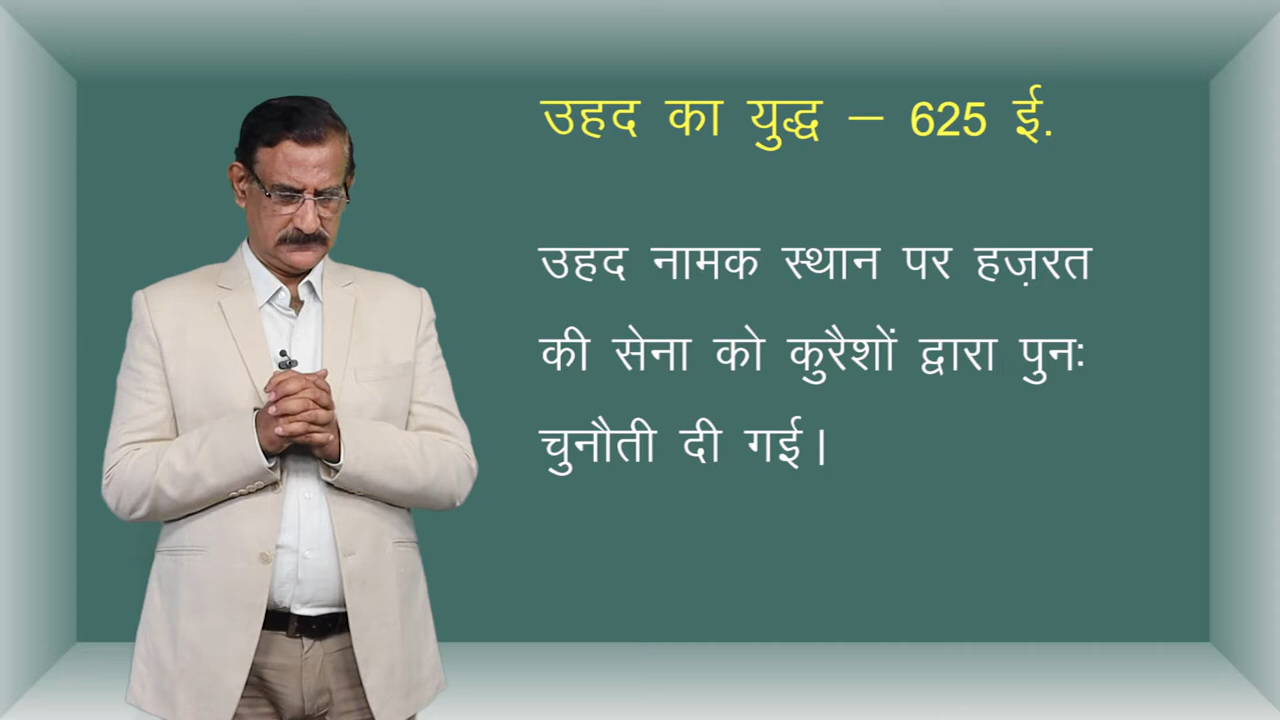 उहद का युद्ध – 625 ई.
उहद नामक स्थान पर हज़रत
की सेना को कुरैशों द्वारा पुनः
चुनौती दी गई।